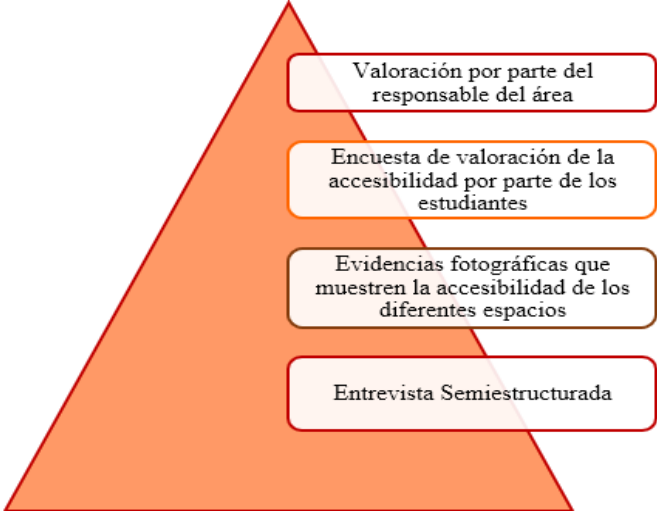 Valoración por parte del
responsable del área
Encuesta de valoración de la
accesibilidad por parte de los
estudiantes
Evidencias fotográficas que
muestren la accesibilidad de los
diferentes espacios
Entrevista Semiestructurada